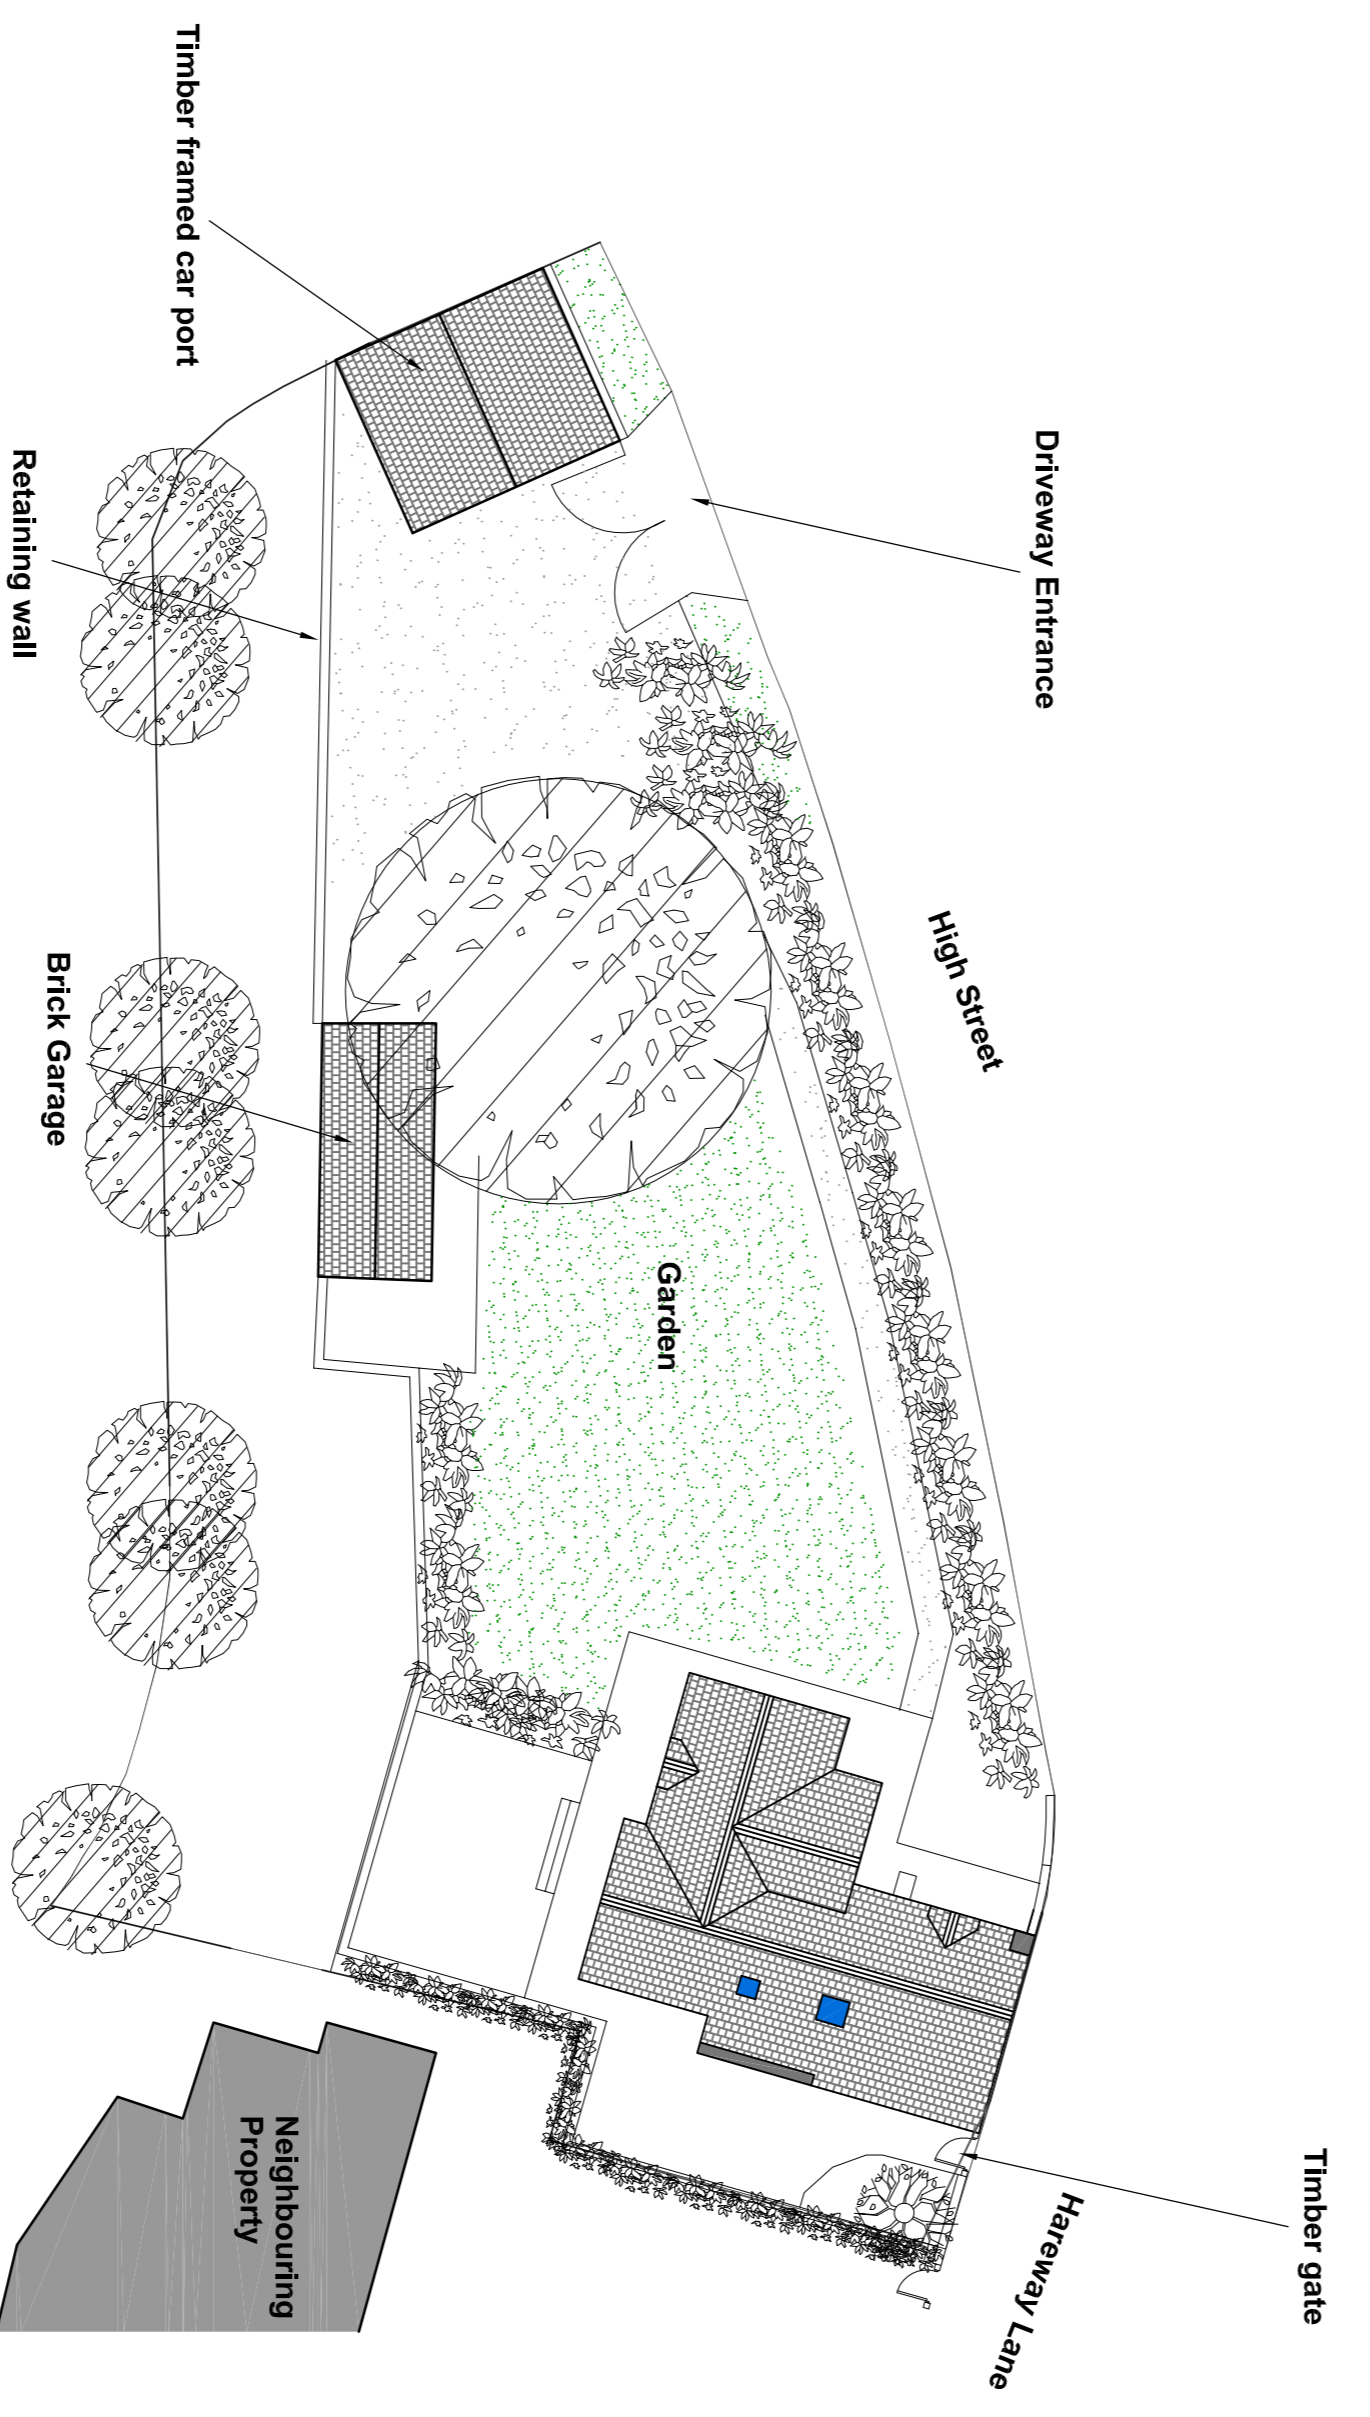 Timber framed car port
Retaining wall
Driveway Entrance
High Street
Brick Garage
Garden
Neighbouring
Property
Hareway Lane
Timber gate